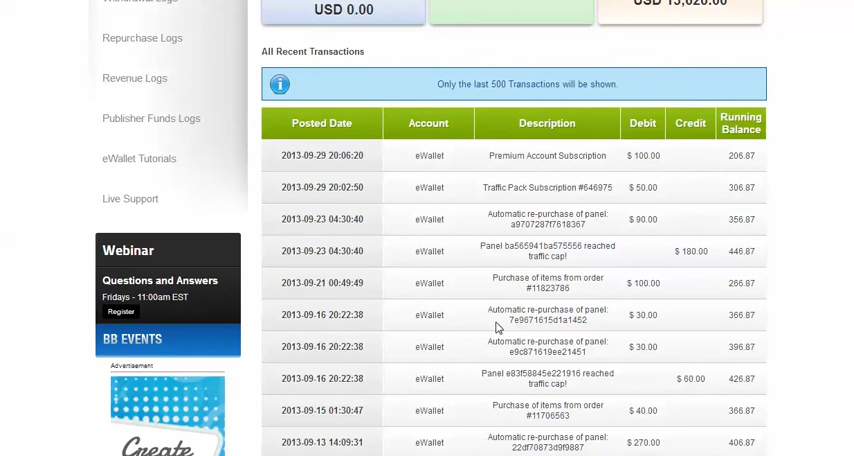 Withdrawal Logs
Repurchase Logs
Revenue Logs
Publisher Funds Logs
eWallet Tutorials
Live Support
Webinar
Questions and Answers
Fridays - 11:00am EST
Register
BB EVENTS
Advertisement
Create
USD 0.00
USD 13,620.00
All Recent Transactions
Only the last 500 Transactions will be shown.
Posted Date Account Description Debit Credit Running Balance
2013-09-29 20:06:20 eWallet Premium Account Subscription $ 100.00 206.87
2013-09-29 20:02:50 eWallet Traffic Pack Subscription #646975 $ 50.00 306.87
2013-09-23 04:30:40 eWallet Automatic re-purchase of panel: a9707287f7618367 $ 90.00 356.87
2013-09-23 04:30:40 eWallet Panel ba565941ba575556 reached traffic cap! $ 180.00 446.87
2013-09-21 00:49:49 eWallet Purchase of items from order #11823786 $ 100.00 266.87
2013-09-16 20:22:38 eWallet Automatic re-purchase of panel: 7e9671615d1a1452 $ 30.00 366.87
2013-09-16 20:22:38 eWallet Automatic re-purchase of panel: e9c871619ee21451 $ 30.00 396.87
2013-09-16 20:22:38 eWallet Panel e83f58845e221916 reached traffic cap! $ 60.00 426.87
2013-09-15 01:30:47 eWallet Purchase of items from order #11706563 $ 40.00 366.87
2013-09-13 14:09:31 eWallet Automatic re-purchase of panel: 22df70873d9f9887 $ 270.00 406.87